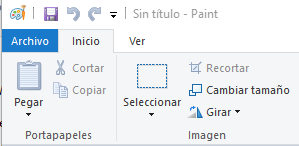 Sin título - Paint
Archivo Inicio Ver
Pegar
Cortar
Copiar
Portapapeles
Seleccionar
Recortar
Cambiar tamaño
Girar
Imagen